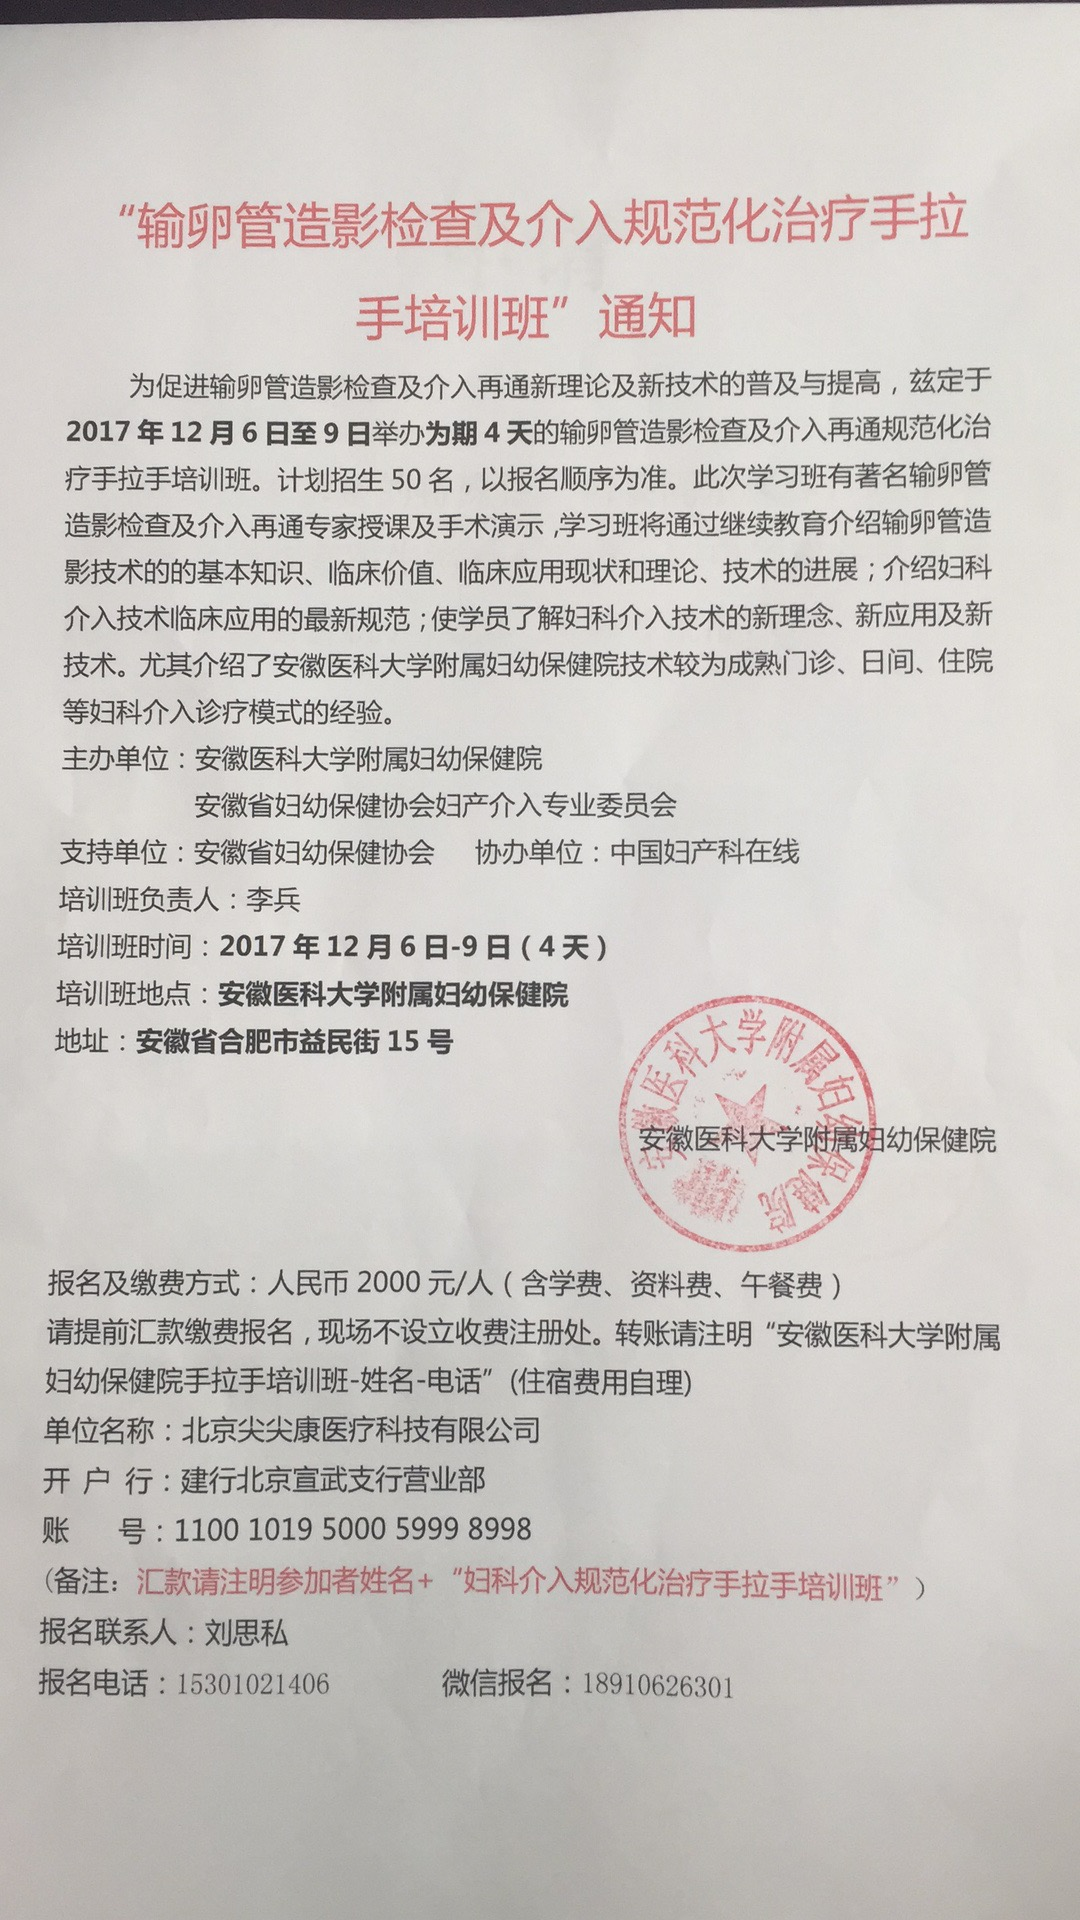 “输卵管造影检查及介入规范化治疗手拉
手培训班”通知
为促进输卵管造影检查及介入再通新理论及新技术的普及与提高，兹定于
2017年12月6日至9日举办为期4天的输卵管造影检查及介入再通规范化治
疗手拉手培训班。计划招生50名，以报名顺序为准。此次学习班有著名输卵管
造影检查及介入再通专家授课及手术演示,学习班将通过继续教育介绍输卵管造
影技术的的基本知识、临床价值、临床应用现状和理论、技术的进展；介绍妇科
介入技术临床应用的最新规范；使学员了解妇科介入技术的新理念、新应用及新
技术。尤其介绍了安徽医科大学附属妇幼保健院技术较为成熟门诊、日间、住院
等妇科介入诊疗模式的经验。
主办单位：安徽医科大学附属妇幼保健院
安徽省妇幼保健协会妇产介入专业委员会
支持单位：安徽省妇幼保健协会 协办单位：中国妇产科在线
培训班负责人：李兵
培训班时间：2017年12月6日-9日（4天）
培训班地点：安徽医科大学附属妇幼保健院
地址：安徽省合肥市益民街15号
安徽医科大学附属妇幼保健院
安徽医科大学附属妇幼保健院
报名及缴费方式：人民币2000元/人（含学费、资料费、午餐费）
请提前汇款缴费报名，现场不设立收费注册处。转账请注明“安徽医科大学附属
妇幼保健院手拉手培训班-姓名-电话”(住宿费用自理)
单位名称：北京尖尖康医疗科技有限公司
开 户 行：建行北京宣武支行营业部
账 号：1100 1019 5000 5999 8998
(备注：汇款请注明参加者姓名+“妇科介入规范化治疗手拉手培训班”）
报名联系人：刘思私
报名电话：15301021406 微信报名：18910626301